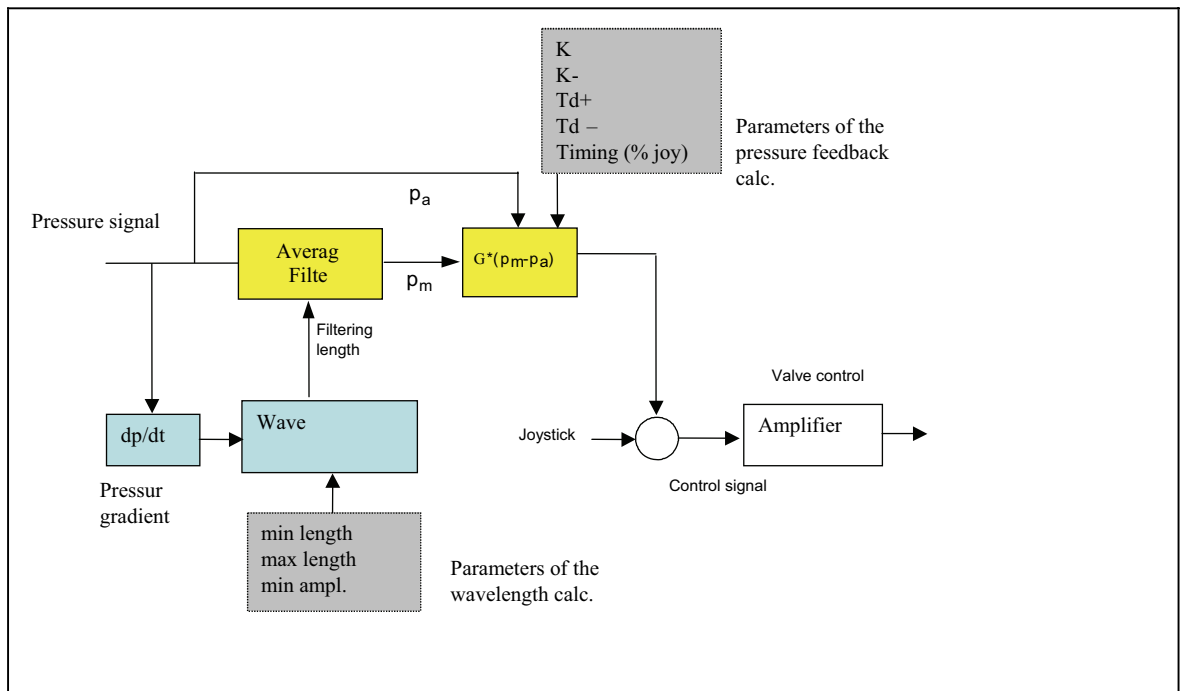 K
K-
Td+
Td –
Timing (% joy)
Parameters of the
pressure feedback
calc.
Pressure signal
pa
Averag
Filte
pm
G*(pm-pa)
Filtering
length
dp/dt
Wave
Pressur
gradient
min length
max length
min ampl.
Parameters of the
wavelength calc.
Joystick
Control signal
Valve control
Amplifier